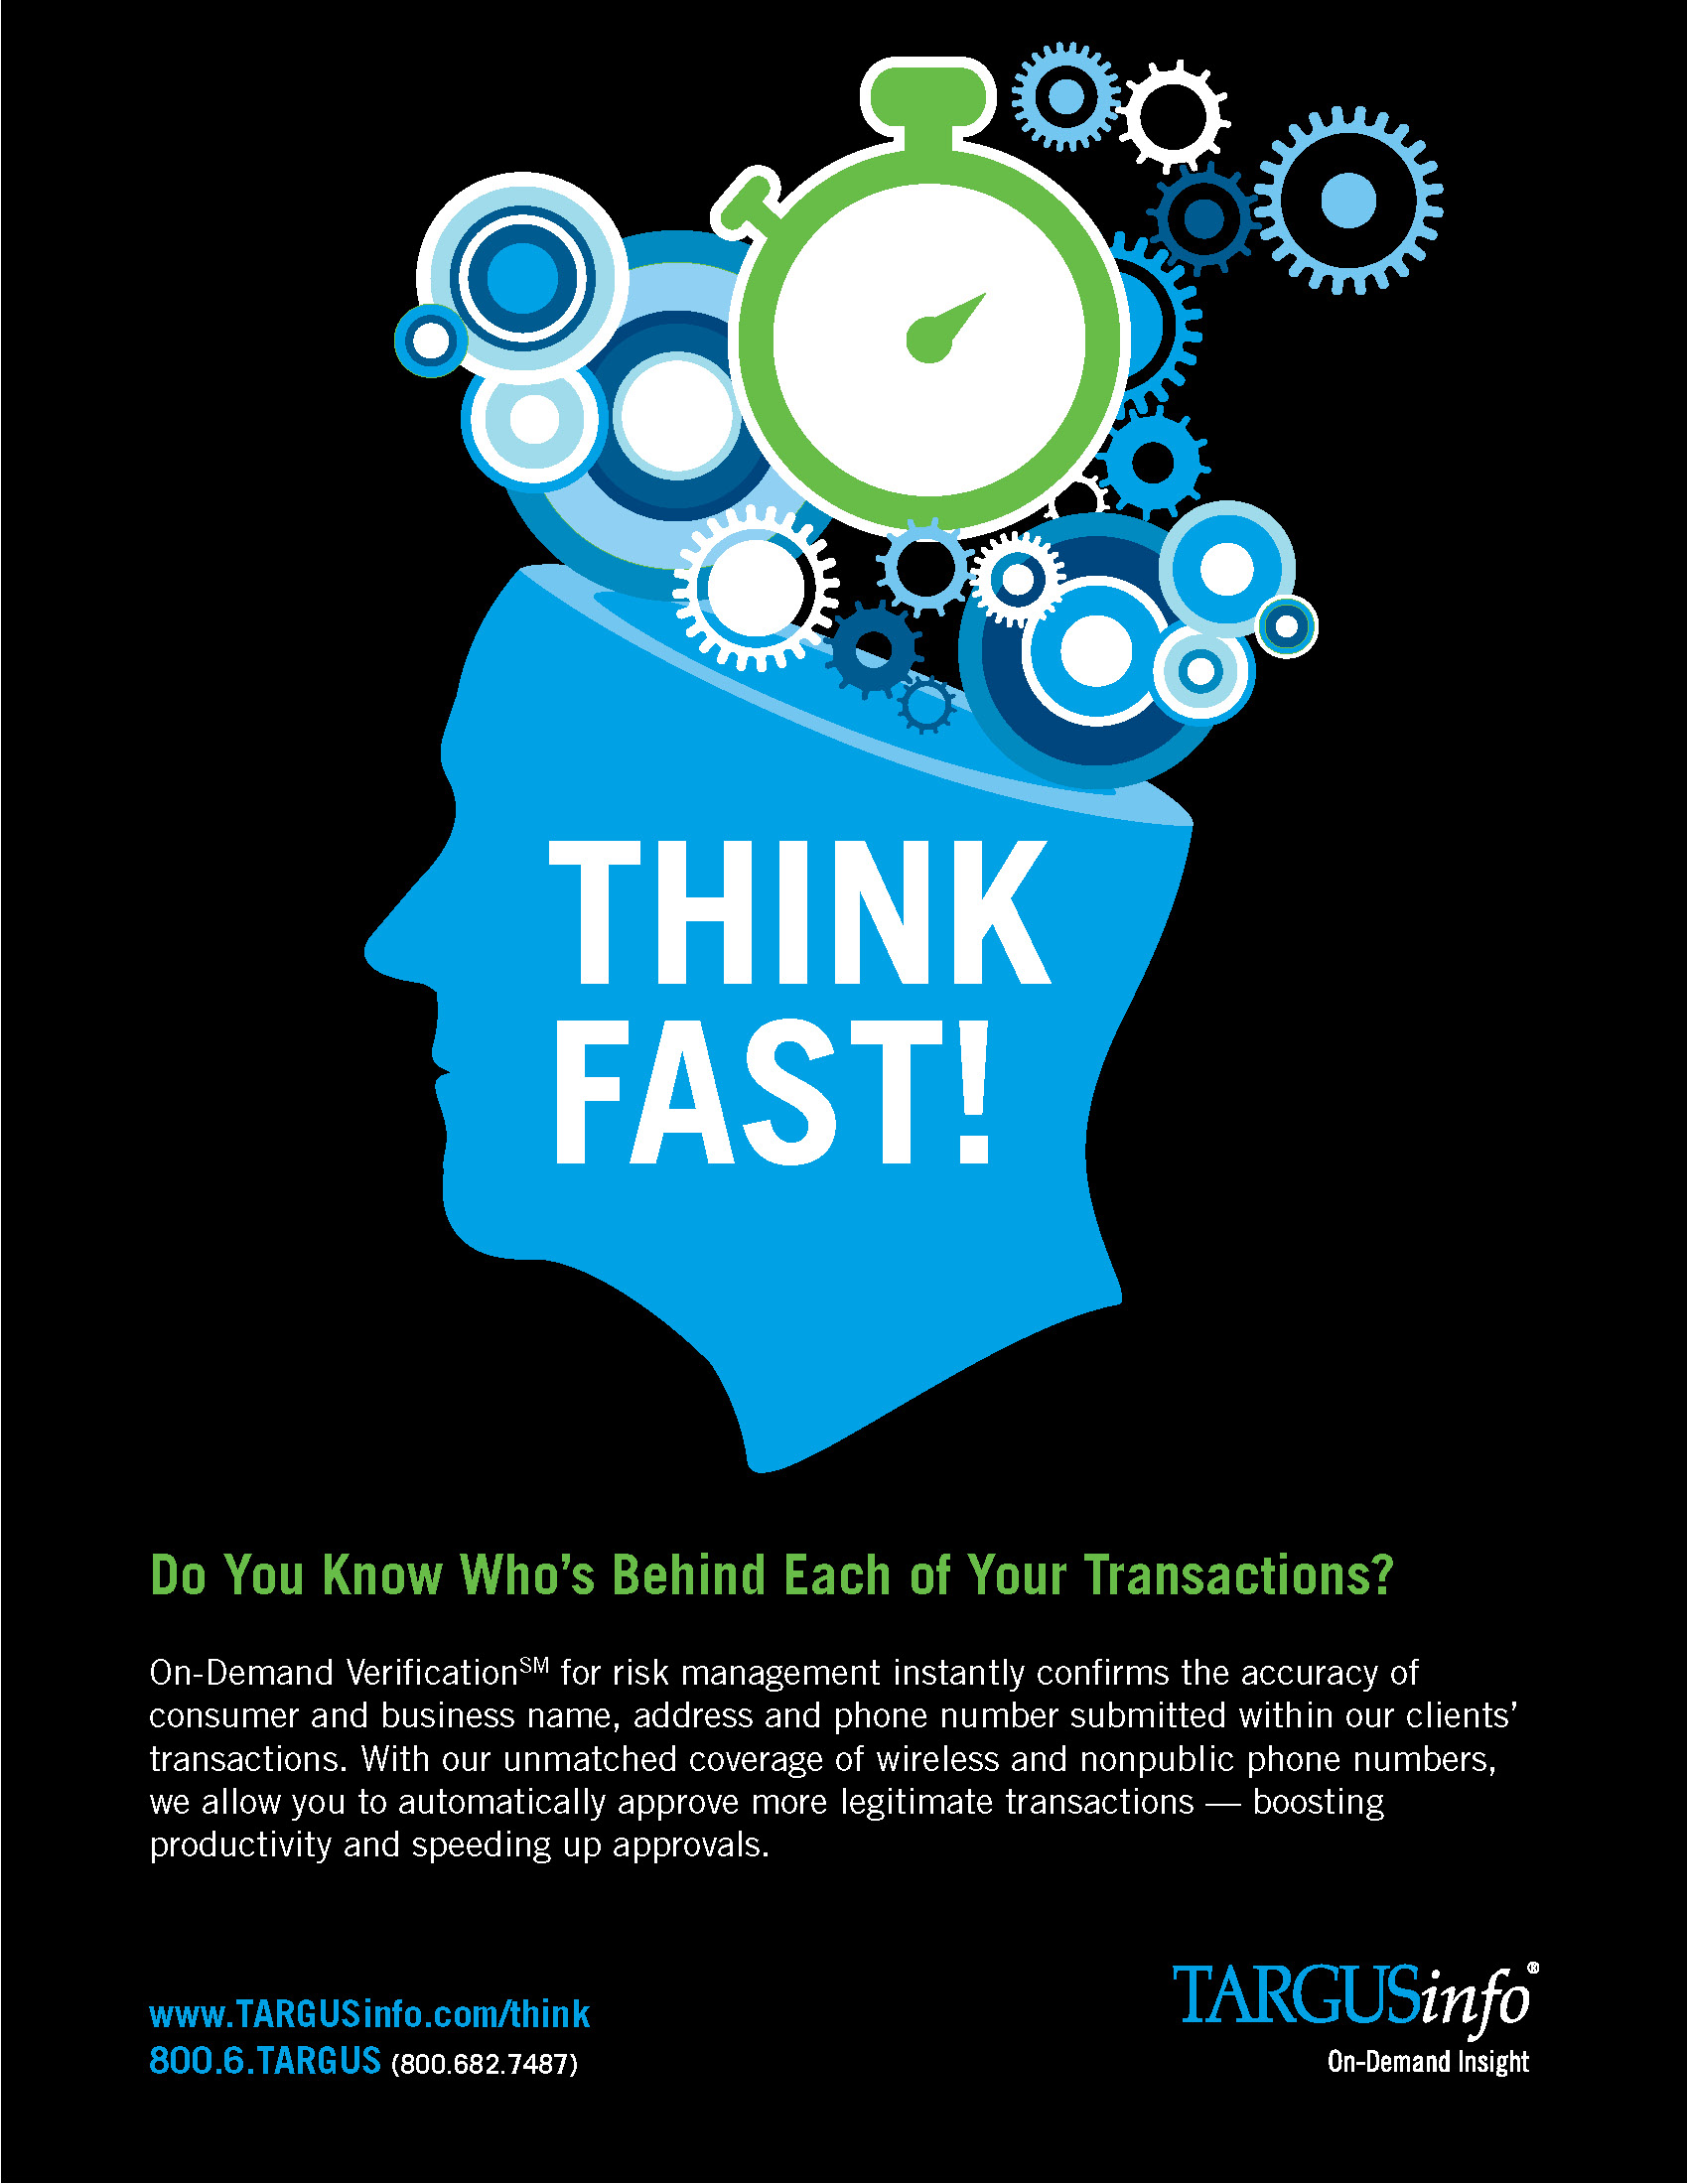 THINK
FAST!
Do You Know Who’s Behind Each of Your Transactions?
On-Demand Verification℠ for risk management instantly confirms the accuracy of
consumer and business name, address and phone number submitted within our clients’
transactions. With our unmatched coverage of wireless and nonpublic phone numbers,
we allow you to automatically approve more legitimate transactions — boosting
productivity and speeding up approvals.
www.TARGUSinfo.com/think
800.6.TARGUS (800.682.7487)
TARGUSinfo®
On-Demand Insight